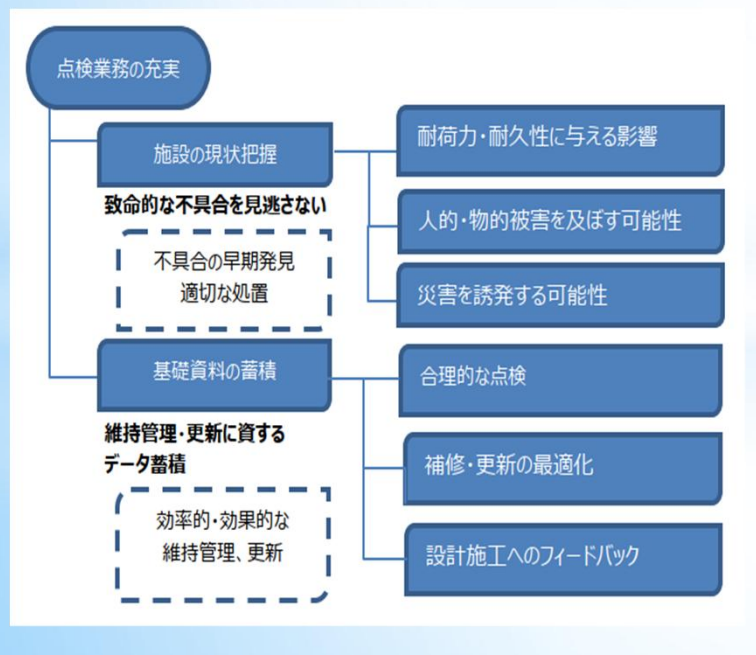 点検業務の充実
施設の現状把握
致命的な不具合を見逃さない
不具合の早期発見
適切な処置
耐荷力・耐久性に与える影響
人的・物的被害を及ぼす可能性
災害を誘発する可能性
基礎資料の蓄積
維持管理・更新に資する
データ蓄積
効率的・効果的な
維持管理、更新
合理的な点検
補修・更新の最適化
設計施工へのフィードバック